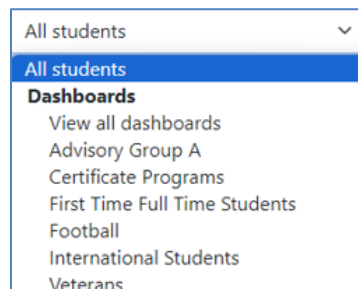 All students
All students
Dashboards
View all dashboards
Advisory Group A
Certificate Programs
First Time Full Time Students
Football
International Students
Veterans